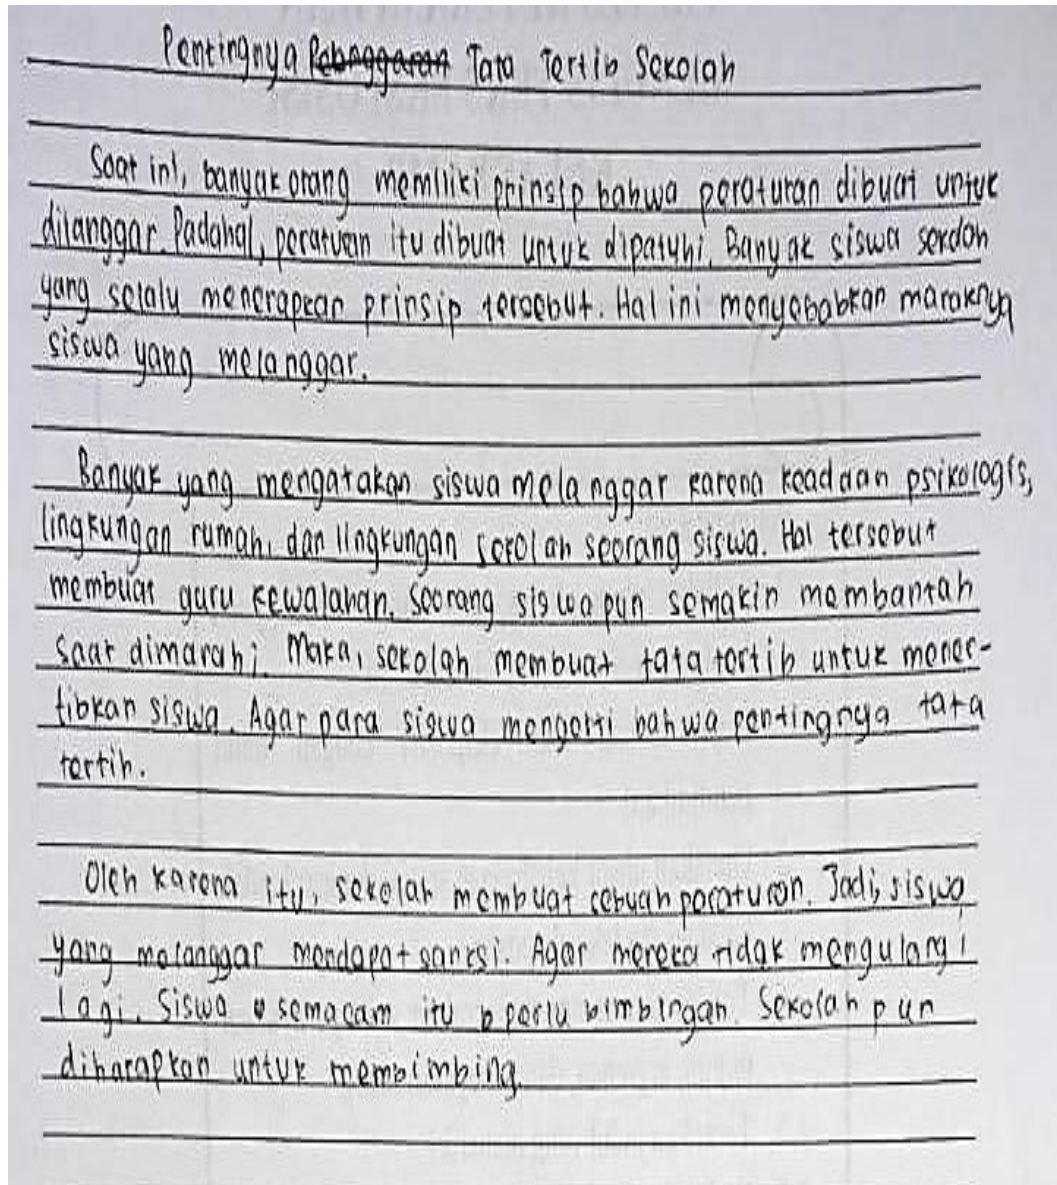 Pentingnya Tata Tertib Sekolah
Saat ini, banyak orang memiliki prinsip bahwa peraturan dibuat untuk
dilanggar. Padahal, peratuan itu dibuat untuk dipatuhi. Banyak siswa
yang selalu menerapkan prinsip tersebut. Hal ini menyebabkan maraknya
siswa yang melanggar.
Banyak yang mengatakan siswa melanggar karena keadaan psikologis,
lingkungan rumah, dan lingkungan sekolah seorang siswa. Hal tersebut
membuat guru kewalahan. Seorang siswa pun semakin membantah
saat dimarahi. Maka, sekolah membuat tata tertib untuk mener-
tibkan siswa. Agar para siswa mengerti bahwa pentingnya tata
tertib.
Oleh karena itu, sekolah membuat sebuah peraturan. Jadi, siswa
yang melanggar mendapat sanksi. Agar mereka tidak mengulangi
lagi. Siswa semacam itu perlu bimbingan. Sekolah pun
diharapkan untuk membimbing.